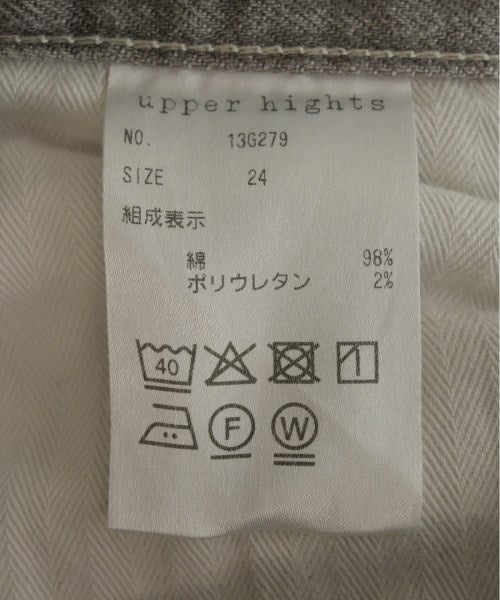 upper hights
NO. 13G279
SIZE 24
組成表示
綿 98%
ポリウレタン 2%
40
F W